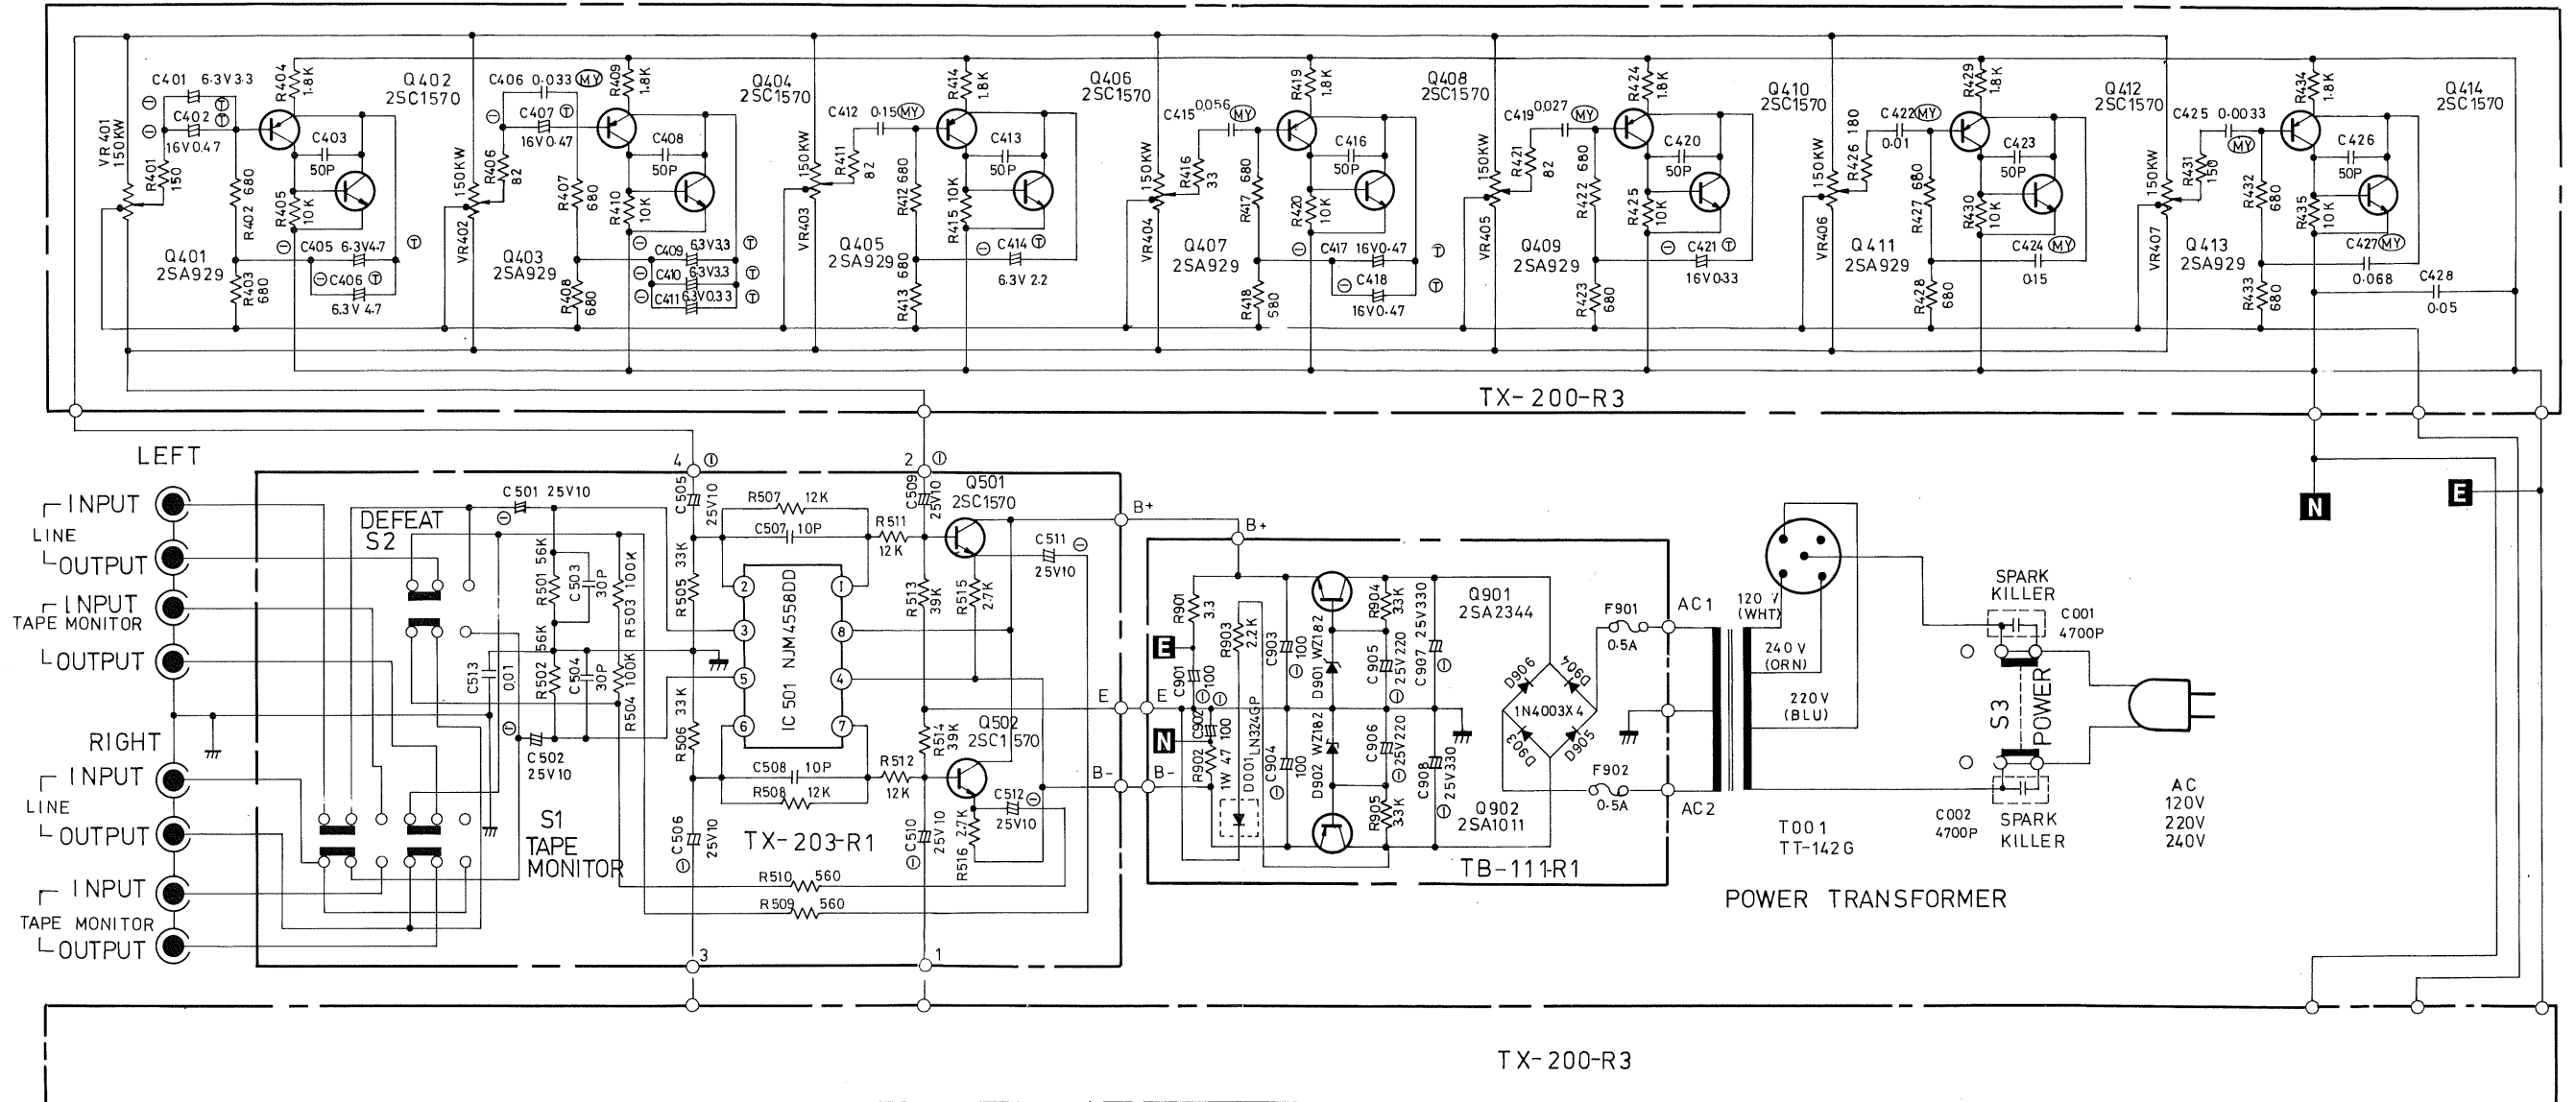 VR401 150KW
C401 6.3V3.3
⊖ Ⓣ
C402 Ⓣ
⊖
16V0.47
R401 150
R402 680
R403 680
R404 1.8K
R405 10K
C403
50P
⊖ C405 6.3V4.7 Ⓣ
⊖ C406 Ⓣ
6.3V 4.7
Q401
2SA929
Q402
2SC1570
150KW
VR402
C406 0.033 MY
⊖ C407 Ⓣ
16V0.47
R406 82
R407 680
R408 680
R409 1.8K
R410 10K
C408
50P
⊖ C409 6.3V3.3 Ⓣ
⊖ C410 6.3V3.3 Ⓣ
⊖ C411 6.3V0.33 Ⓣ
Q403
2SA929
Q404
2SC1570
150KW
VR403
C412 0.15 MY
R411 82
R412 680
R413 680
R414 1.8K
R415 10K
C413
50P
⊖ C414 Ⓣ
6.3V 2.2
Q405
2SA929
Q406
2SC1570
150KW
VR404
C415 0.056 MY
R416 33
R417 680
R418 680
R419 1.8K
R420 10K
C416
50P
⊖ C417 16V0.47 Ⓣ
⊖ C418 Ⓣ
16V0.47
Q407
2SA929
Q408
2SC1570
150KW
VR405
C419 0.027 MY
R421 82
R422 680
R423 680
R424 1.8K
R425 10K
C420
50P
⊖ C421 Ⓣ
16V0.33
Q409
2SA929
Q410
2SC1570
150KW
VR406
C422 MY
0.01
R426 180
R427 680
R428 680
R429 1.8K
R430 10K
C423
50P
C424 MY
0.15
Q411
2SA929
Q412
2SC1570
150KW
VR407
C425 0.0033
MY
R431 150
R432 680
R433 680
R434 1.8K
R435 10K
C426
50P
C427 MY
0.068
C428
0.05
Q413
2SA929
Q414
2SC1570
TX-200-R3
LEFT
INPUT
LINE
OUTPUT
INPUT
TAPE MONITOR
OUTPUT
RIGHT
INPUT
LINE
OUTPUT
INPUT
TAPE MONITOR
OUTPUT
DEFEAT
S2
S1
TAPE
MONITOR
C501 25V10
⊖
R501 56K
R502 56K
C503 30P
C504 30P
R503 100K
R504 100K
C513 0.01
⊖
C502
25V10
4 ⊖
2 ⊖
C505 25V10
R505 33K
R506 33K
C506 25V10
⊖
R507 12K
C507 10P
R511
12K
2
1
3
8
5
4
6
7
IC 501 NJM4558DD
C508 10P
R508 12K
R512
12K
C509 25V10
R513 39K
R514 39K
C510 25V10
⊖
Q501
2SC1570
R515 2.7K
C511 ⊖
25V10
Q502
2SC1570
C512 ⊖
25V10
R516 2.7K
TX-203-R1
R510 560
R509 560
3
1
B+
B+
E
E
B-
B-
E
N
R901 3.3
C901 100
⊖
⊖
C902 100
R902 1W 47
R903 2.2K
D001 LN324GP
C903 100
⊖
C904 100
⊖
D901 WZ182
D902 WZ182
R904 33K
C905 25V220
⊖
C906 25V220
⊖
R905 33K
C907 25V330
⊖
C908 25V330
⊖
Q901
2SA2344
Q902
2SA1011
D906
D904
1N4003X4
D903
D905
F901
0.5A
F902
0.5A
TB-111-R1
AC1
AC2
120 V
(WHT)
240 V
(ORN)
220V
(BLU)
T001
TT-142G
POWER TRANSFORMER
SPARK
KILLER
C001
4700P
S3
POWER
C002
4700P
SPARK
KILLER
AC
120V
220V
240V
N
E
TX-200-R3